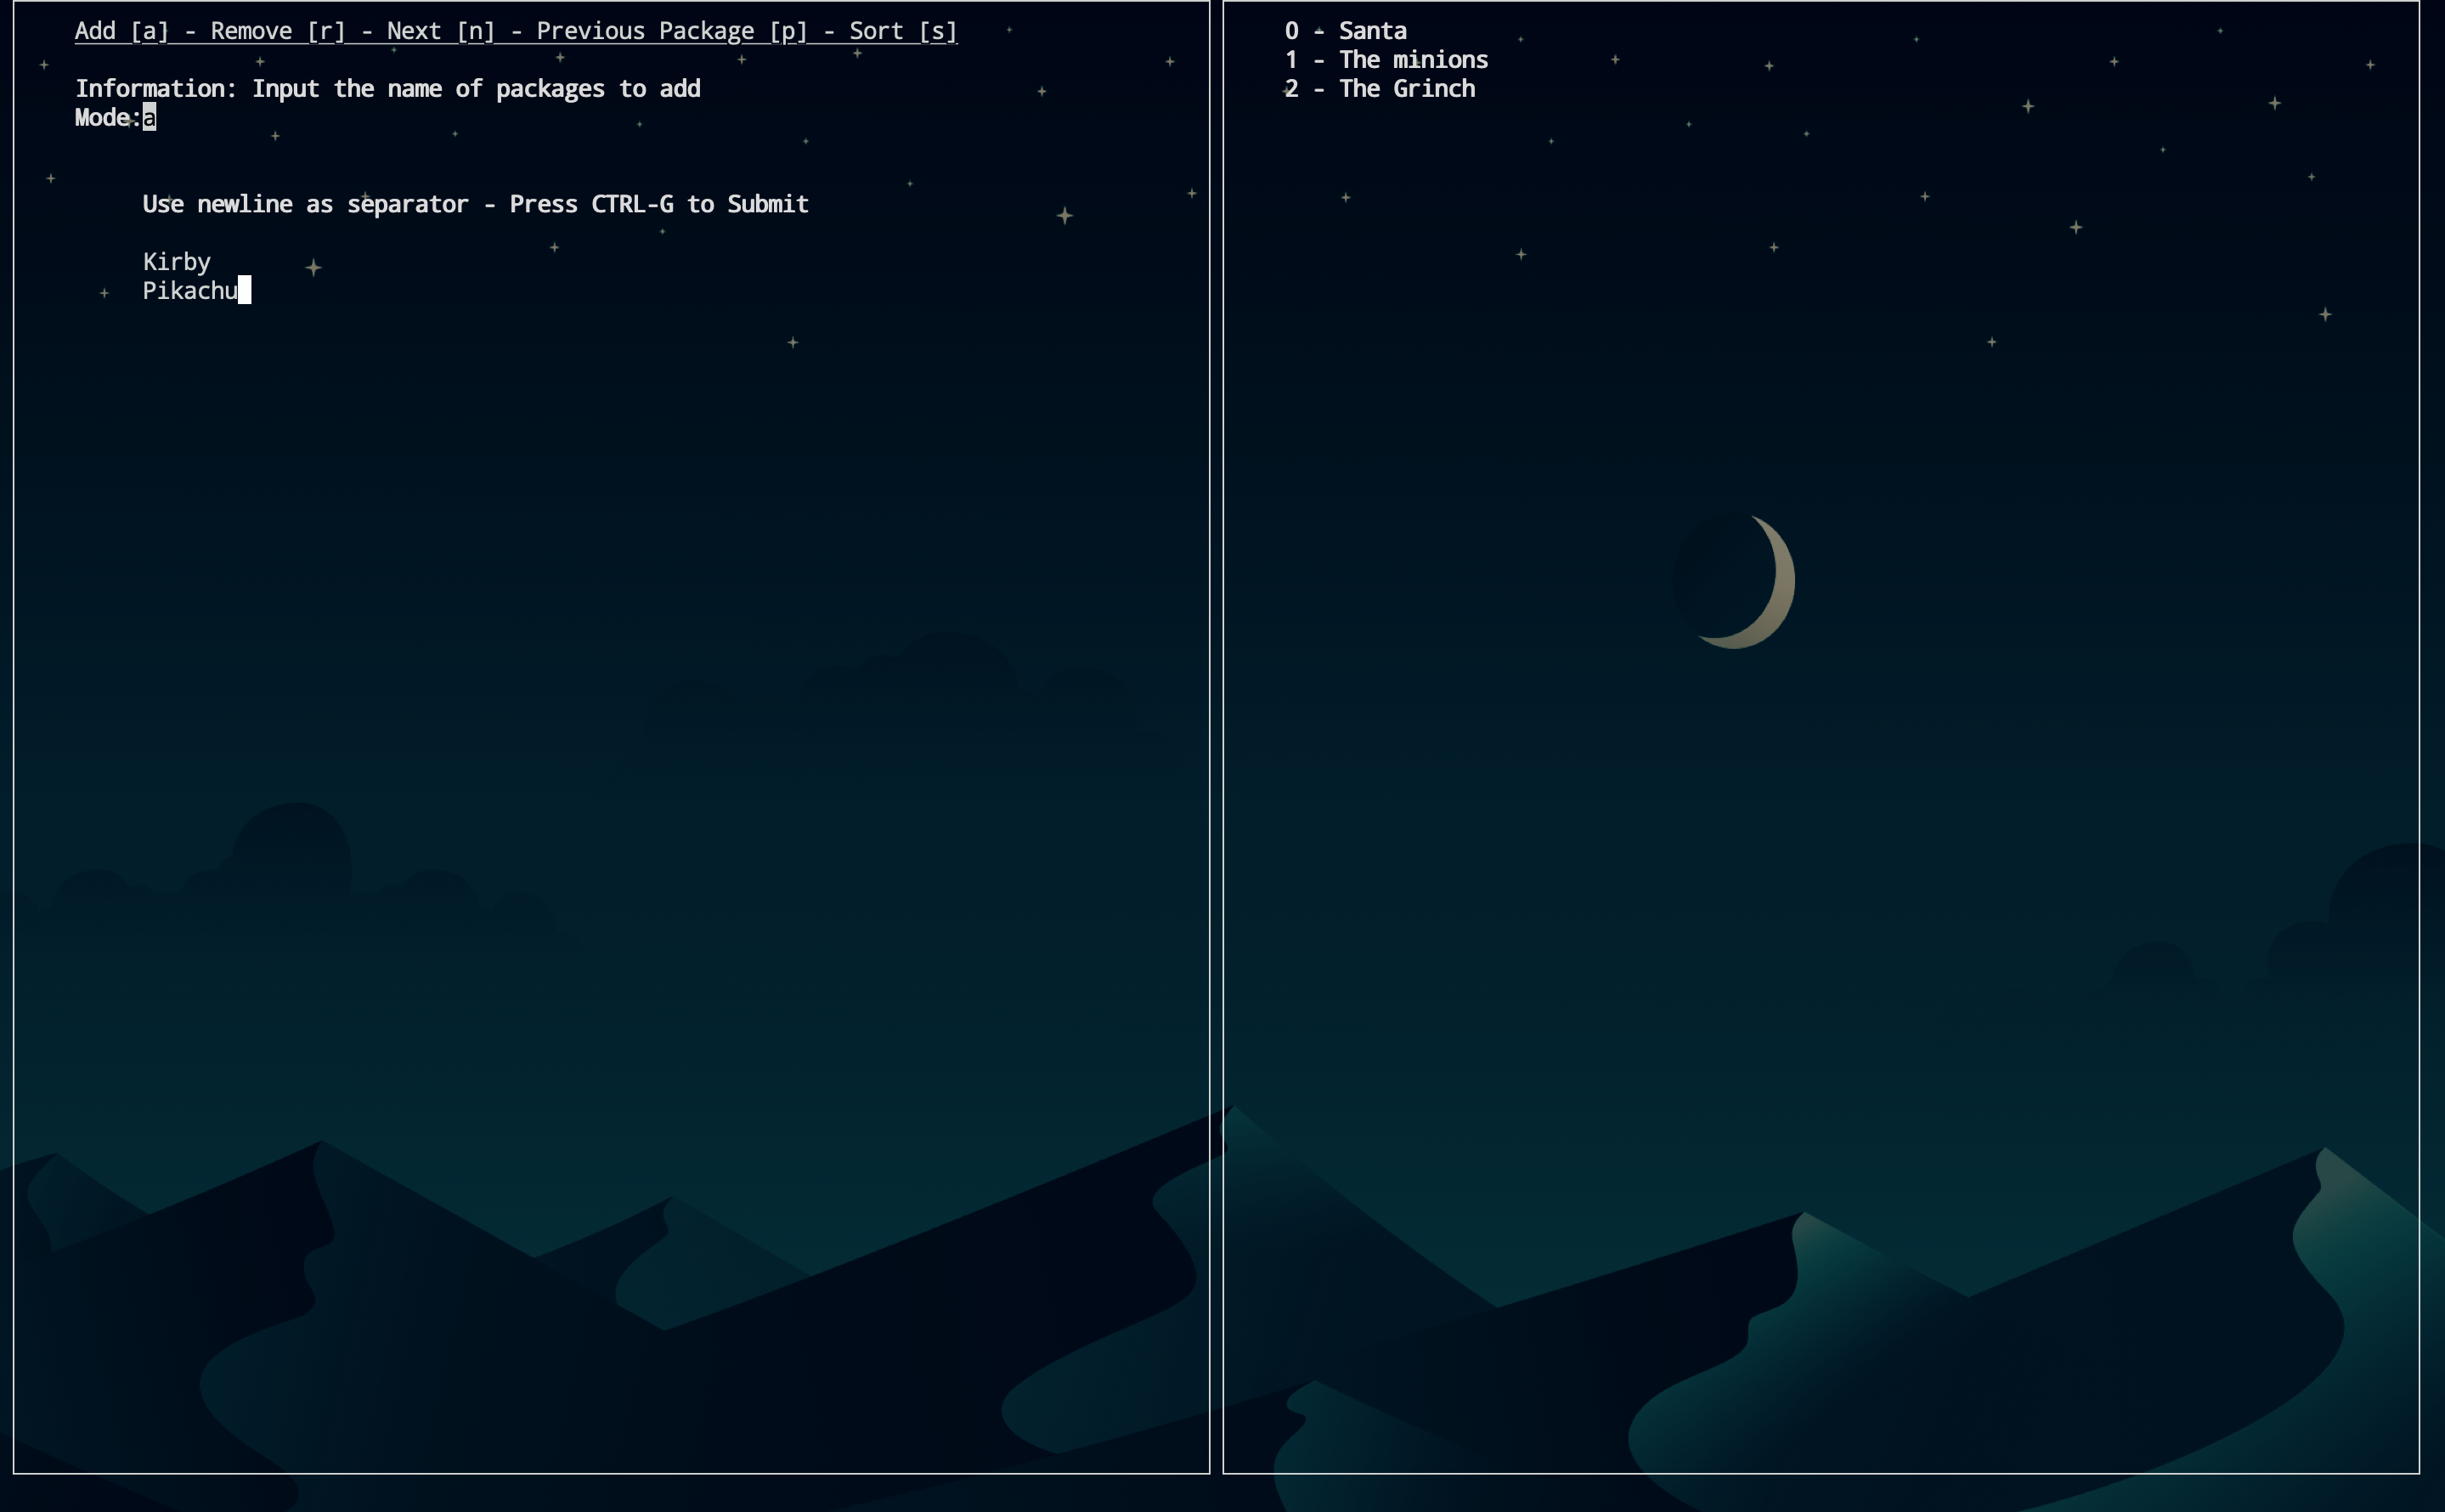 Add [a] - Remove [r] - Next [n] - Previous Package [p] - Sort [s]
Information: Input the name of packages to add
Mode:a
Use newline as separator - Press CTRL-G to Submit
Kirby
Pikachu
0 - Santa
1 - The minions
2 - The Grinch